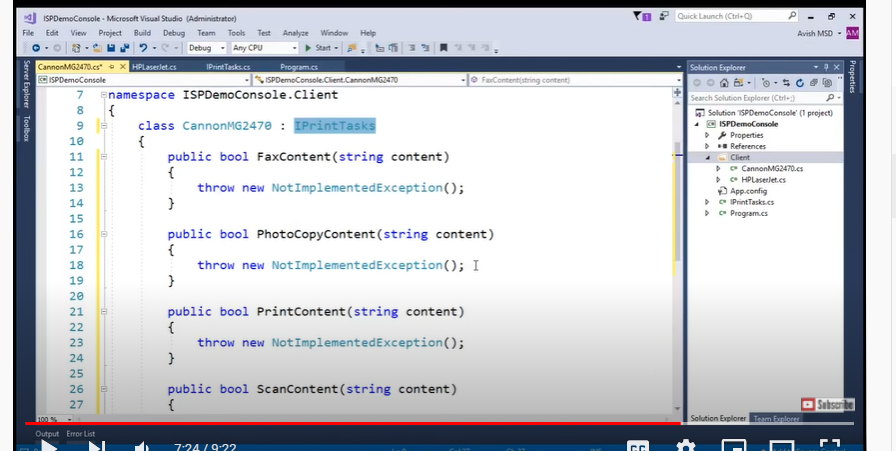 ISPDemoConsole - Microsoft Visual Studio (Administrator)
1
Quick Launch (Ctrl+Q)
File Edit View Project Build Debug Team Tools Test Analyze Window Help
Avish MSD
AM
Debug Any CPU Start
Server Explorer
Toolbox
CannonMG2470.cs* HPLaserJet.cs IPrintTasks.cs Program.cs
ISPDemoConsole ISPDemoConsole.Client.CannonMG2470 FaxContent(string content)
7 namespace ISPDemoConsole.Client
8 {
9 class CannonMG2470 : IPrintTasks
10 {
11 public bool FaxContent(string content)
12 {
13 throw new NotImplementedException();
14 }
15
16 public bool PhotoCopyContent(string content)
17 {
18 throw new NotImplementedException();
19 }
20
21 public bool PrintContent(string content)
22 {
23 throw new NotImplementedException();
24 }
25
26 public bool ScanContent(string content)
27 {
100 %
Solution Explorer
Search Solution Explorer (Ctrl+;)
Solution 'ISPDemoConsole' (1 project)
C# ISPDemoConsole
Properties
References
Client
C# CannonMG2470.cs
C# HPLaserJet.cs
App.config
C# IPrintTasks.cs
C# Program.cs
Properties
Subscribe
Solution Explorer Team Explorer
Output Error List
7:24 / 9:22
CC